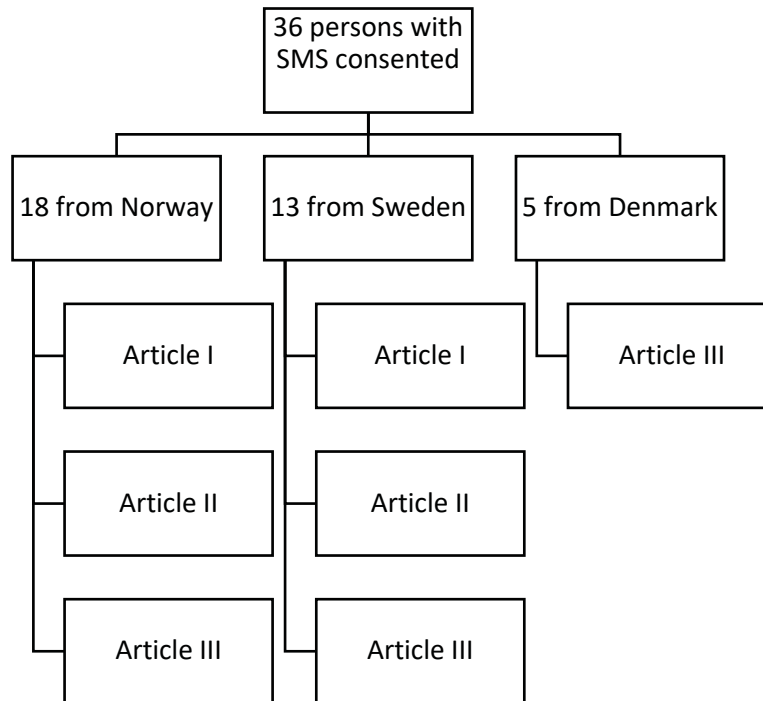 36 persons with
SMS consented
18 from Norway
13 from Sweden
5 from Denmark
Article I
Article I
Article III
Article II
Article II
Article III
Article III